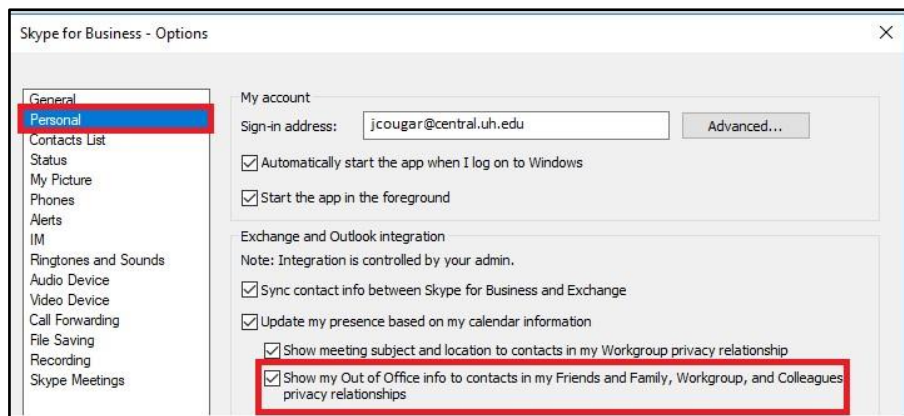 Skype for Business - Options
General
Personal
Contacts List
Status
My Picture
Phones
Alerts
IM
Ringtones and Sounds
Audio Device
Video Device
Call Forwarding
File Saving
Recording
Skype Meetings
My account
Sign-in address:
jcougar@central.uh.edu
Advanced...
Automatically start the app when I log on to Windows
Start the app in the foreground
Exchange and Outlook integration
Note: Integration is controlled by your admin.
Sync contact info between Skype for Business and Exchange
Update my presence based on my calendar information
Show meeting subject and location to contacts in my Workgroup privacy relationship
Show my Out of Office info to contacts in my Friends and Family, Workgroup, and Colleagues
privacy relationships